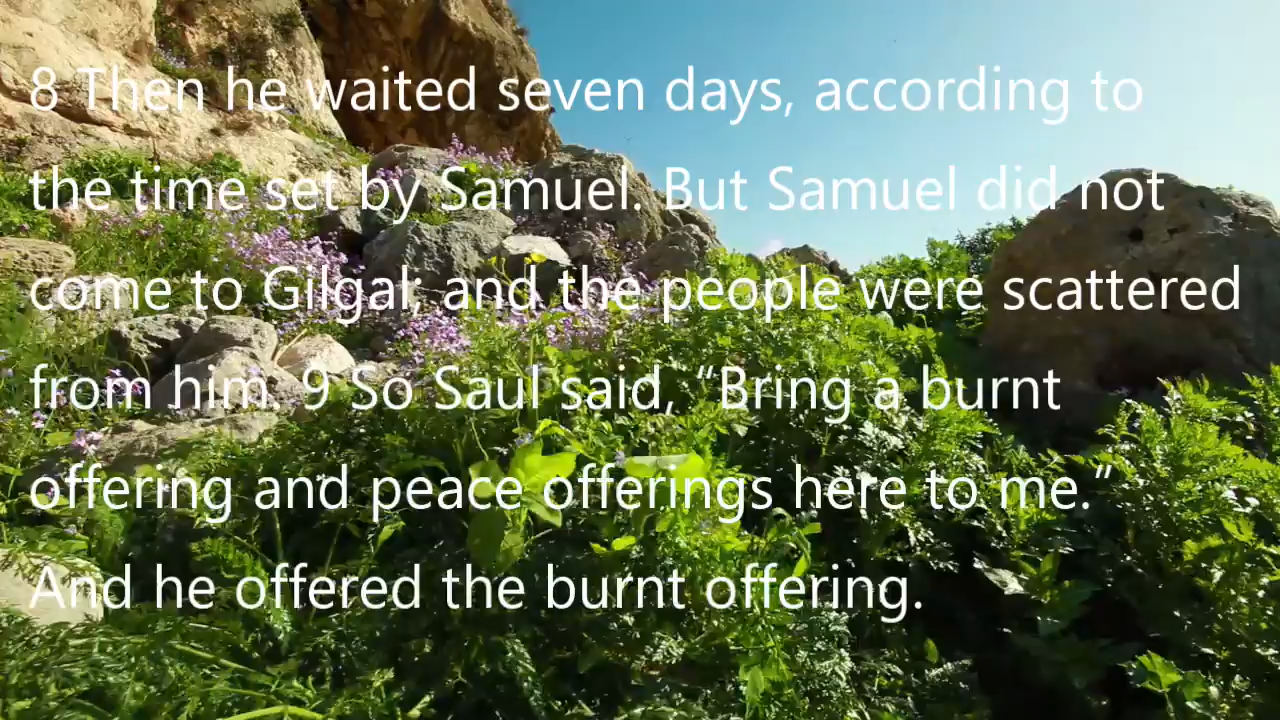 8 Then he waited seven days, according to
the time set by Samuel. But Samuel did not
come to Gilgal; and the people were scattered
from him. 9 So Saul said, “Bring a burnt
offering and peace offerings here to me.”
And he offered the burnt offering.